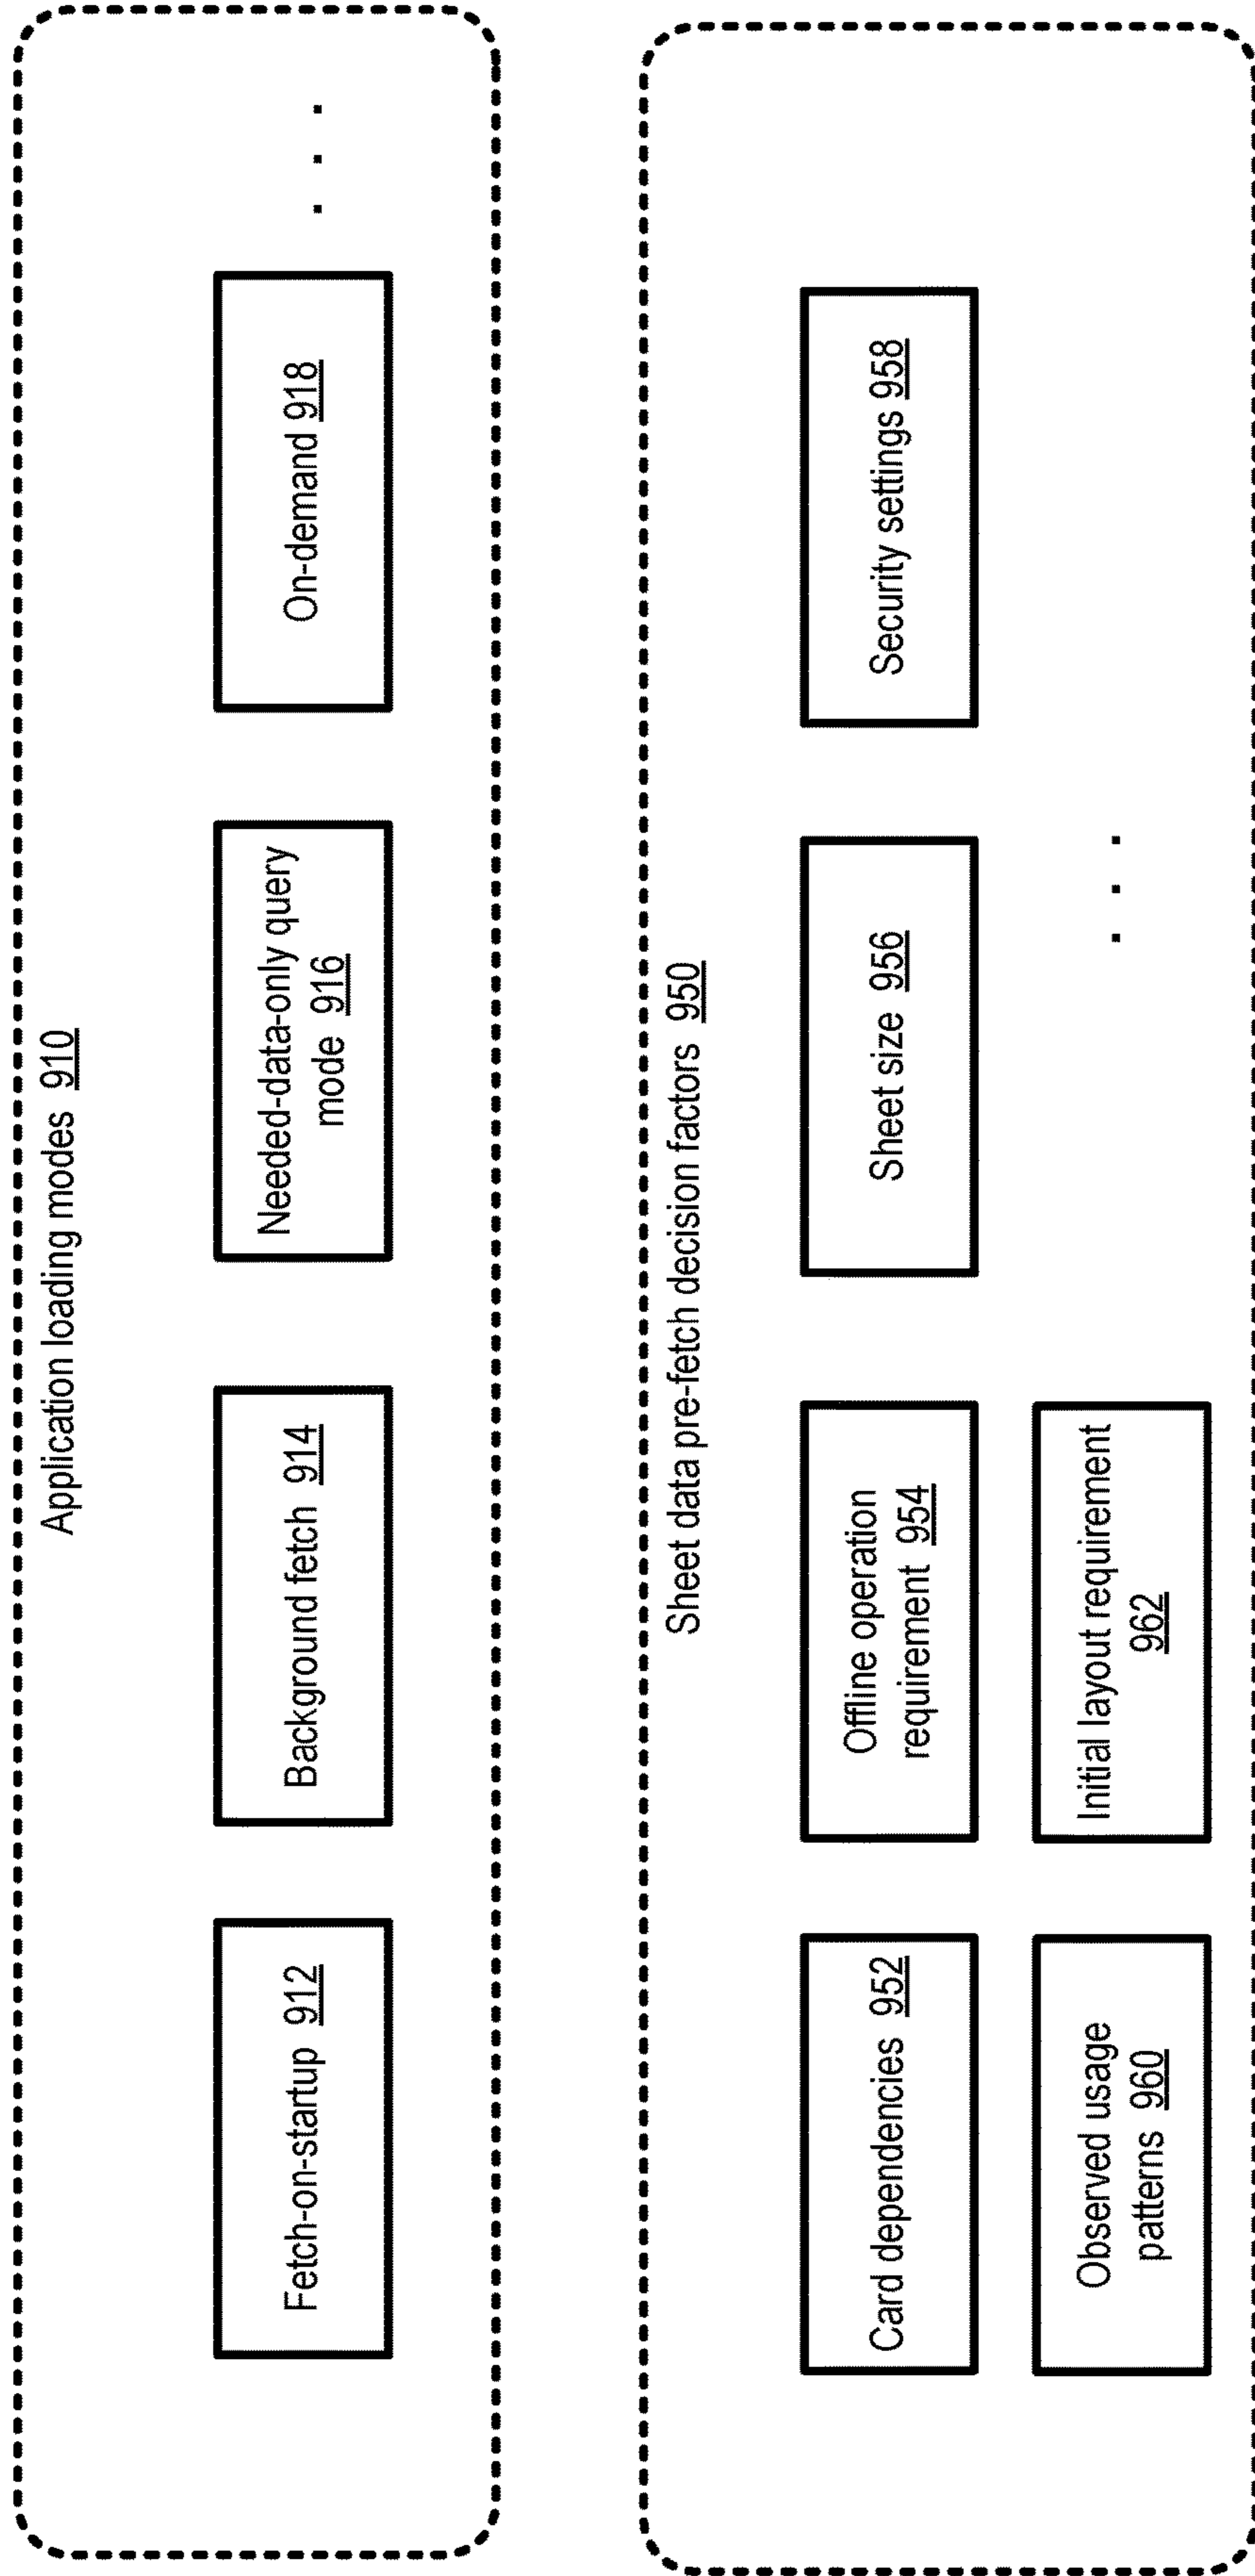 Application loading modes 910
Fetch-on-startup 912
Background fetch 914
Needed-data-only query
mode 916
On-demand 918
. . .
Sheet data pre-fetch decision factors 950
Card dependencies 952
Offline operation
requirement 954
Sheet size 956
Security settings 958
Observed usage
patterns 960
Initial layout requirement
962
. . .